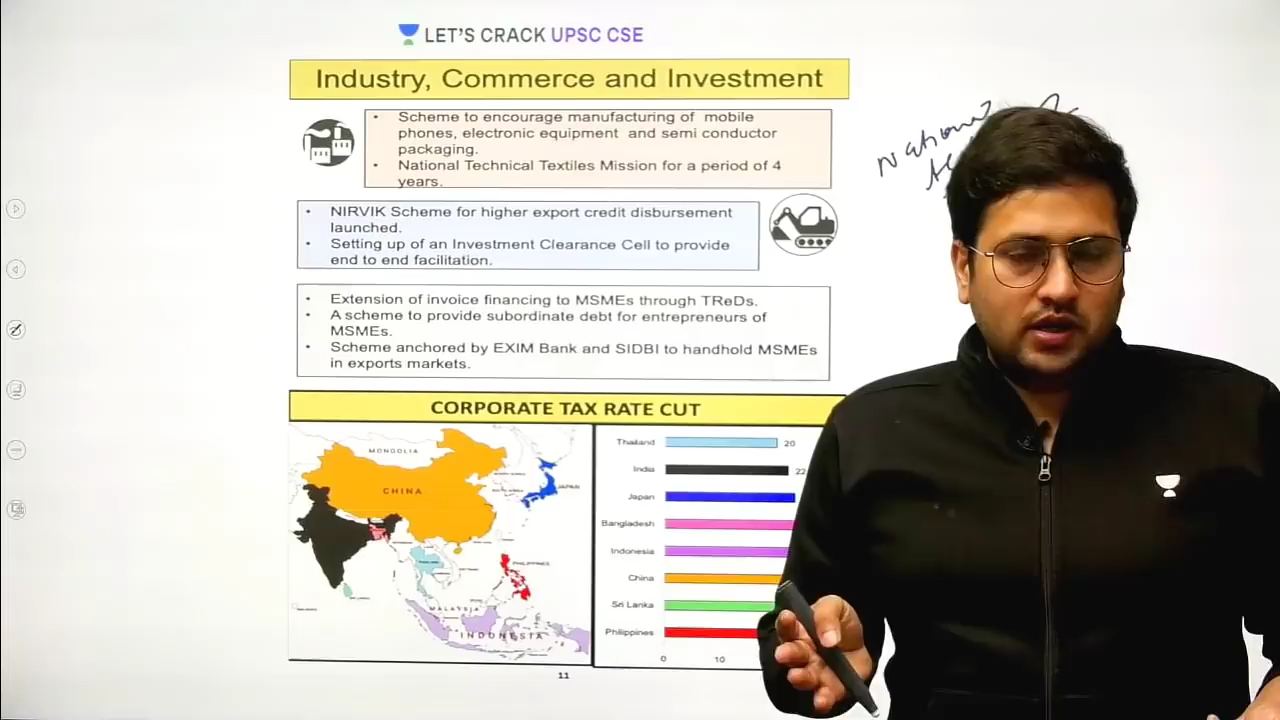 LET'S CRACK UPSC CSE
Industry, Commerce and Investment
• Scheme to encourage manufacturing of mobile
phones, electronic equipment and semi conductor
packaging.
• National Technical Textiles Mission for a period of 4
years.
• NIRVIK Scheme for higher export credit disbursement
launched.
• Setting up of an Investment Clearance Cell to provide
end to end facilitation.
• Extension of invoice financing to MSMEs through TReDs.
• A scheme to provide subordinate debt for entrepreneurs of
MSMEs.
• Scheme anchored by EXIM Bank and SIDBI to handhold MSMEs
in exports markets.
National
CORPORATE TAX RATE CUT
MONGOLIA
CHINA
JAPAN
PHILIPPINES
MALAYSIA
INDONESIA
Thailand 20
India 22
Japan
Bangladesh
Indonesia
China
Sri Lanka
Philippines
0 10
11